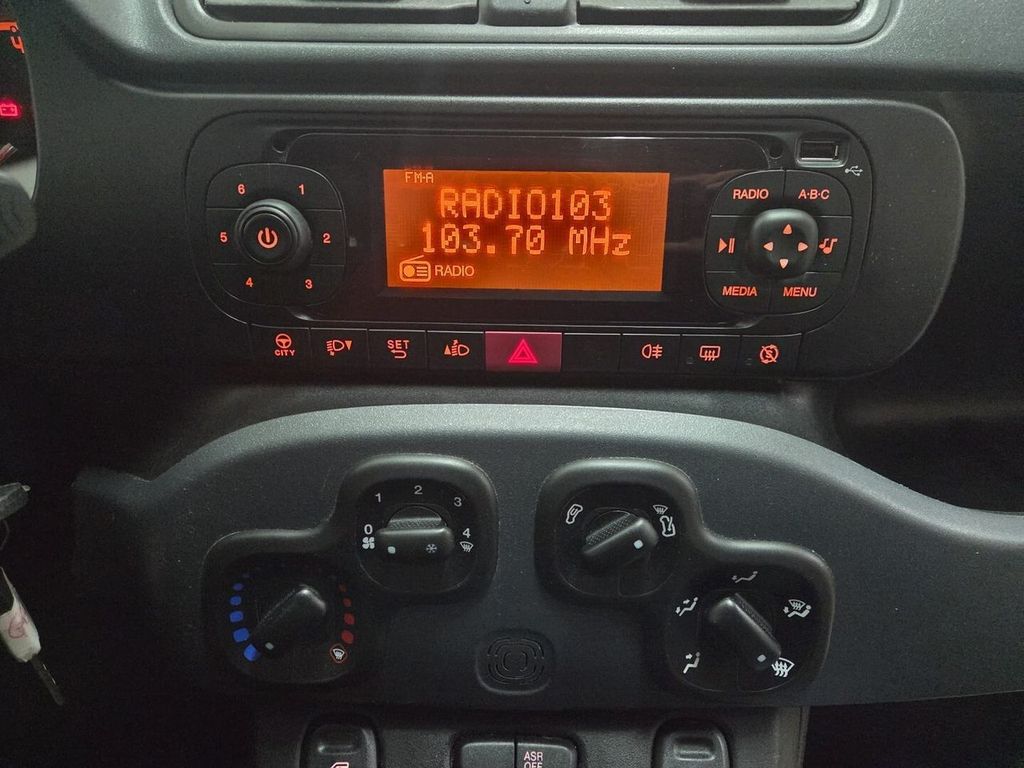 4
FM-A
RADIO103
103.70 MHz
RADIO
6 1
5 2
4 3
RADIO A·B·C
MEDIA MENU
CITY
SET
1 2 3
0 4
ASR
OFF